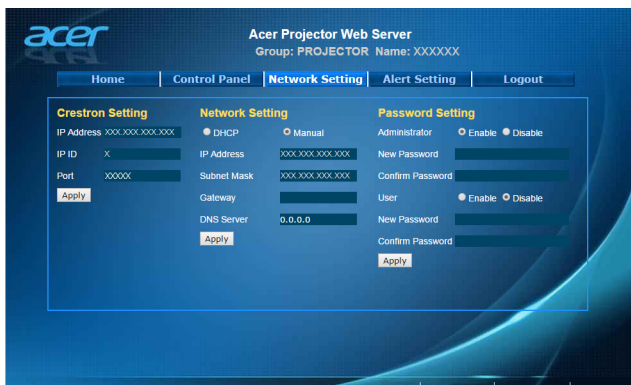 acer
Acer Projector Web Server
Group: PROJECTOR Name: XXXXXX
Home Control Panel Network Setting Alert Setting Logout
Crestron Setting
IP Address XXX.XXX.XXX.XXX
IP ID X
Port XXXXX
Apply
Network Setting
DHCP Manual
IP Address XXX.XXX.XXX.XXX
Subnet Mask XXX.XXX.XXX.XXX
Gateway
DNS Server 0.0.0.0
Apply
Password Setting
Administrator Enable Disable
New Password
Confirm Password
User Enable Disable
New Password
Confirm Password
Apply